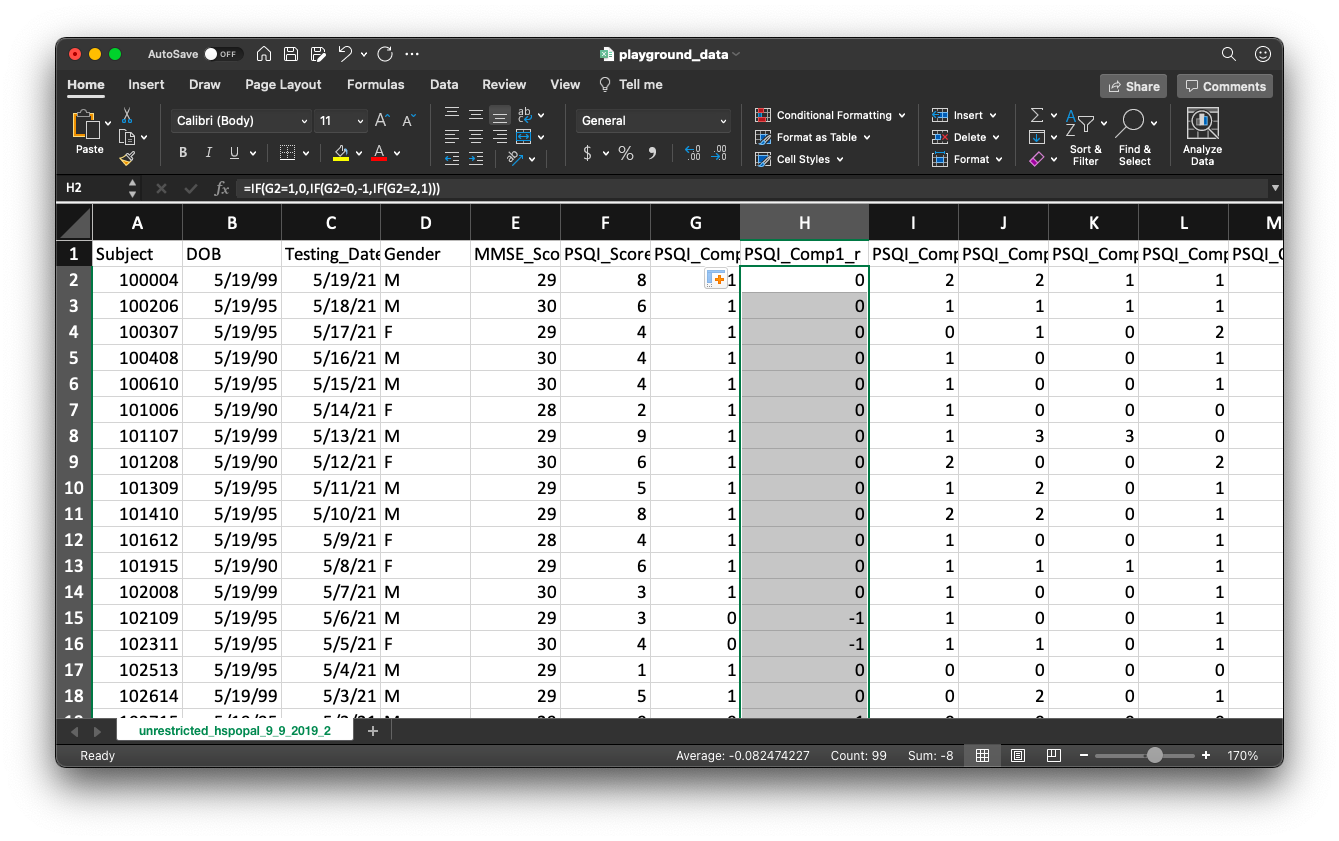 AutoSave OFF playground_data
Home Insert Draw Page Layout Formulas Data Review View Tell me Share Comments
Paste Calibri (Body) 11 A A ab General Conditional Formatting Insert
Format as Table Delete
B I U A $ % 9 .00 .00 Cell Styles Format Sort & Filter Find & Select Analyze Data
H2 fx =IF(G2=1,0,IF(G2=0,-1,IF(G2=2,1)))
A B C D E F G H I J K L M
1 Subject DOB Testing_Date Gender MMSE_Sco PSQI_Score PSQI_Comp PSQI_Comp1_r PSQI_Comp PSQI_Comp PSQI_Comp PSQI_Comp PSQI_C
2 100004 5/19/99 5/19/21 M 29 8 1 0 2 2 1 1
3 100206 5/19/95 5/18/21 M 30 6 1 0 1 1 1 1
4 100307 5/19/95 5/17/21 F 29 4 1 0 0 1 0 2
5 100408 5/19/90 5/16/21 M 30 4 1 0 1 0 0 1
6 100610 5/19/95 5/15/21 M 30 4 1 0 1 0 0 1
7 101006 5/19/90 5/14/21 F 28 2 1 0 1 0 0 0
8 101107 5/19/99 5/13/21 M 29 9 1 0 1 3 3 0
9 101208 5/19/90 5/12/21 F 30 6 1 0 2 0 0 2
10 101309 5/19/95 5/11/21 M 29 5 1 0 1 2 0 1
11 101410 5/19/95 5/10/21 M 29 8 1 0 2 2 0 1
12 101612 5/19/95 5/9/21 F 28 4 1 0 1 0 0 1
13 101915 5/19/90 5/8/21 F 29 6 1 0 1 1 1 1
14 102008 5/19/99 5/7/21 M 30 3 1 0 1 0 0 1
15 102109 5/19/95 5/6/21 M 29 3 0 -1 1 0 0 1
16 102311 5/19/95 5/5/21 F 30 4 0 -1 1 1 0 1
17 102513 5/19/95 5/4/21 M 29 1 1 0 0 0 0 0
18 102614 5/19/99 5/3/21 M 29 5 1 0 0 2 0 1
unrestricted_hspopal_9_9_2019_2 +
Ready Average: -0.082474227 Count: 99 Sum: -8 170%